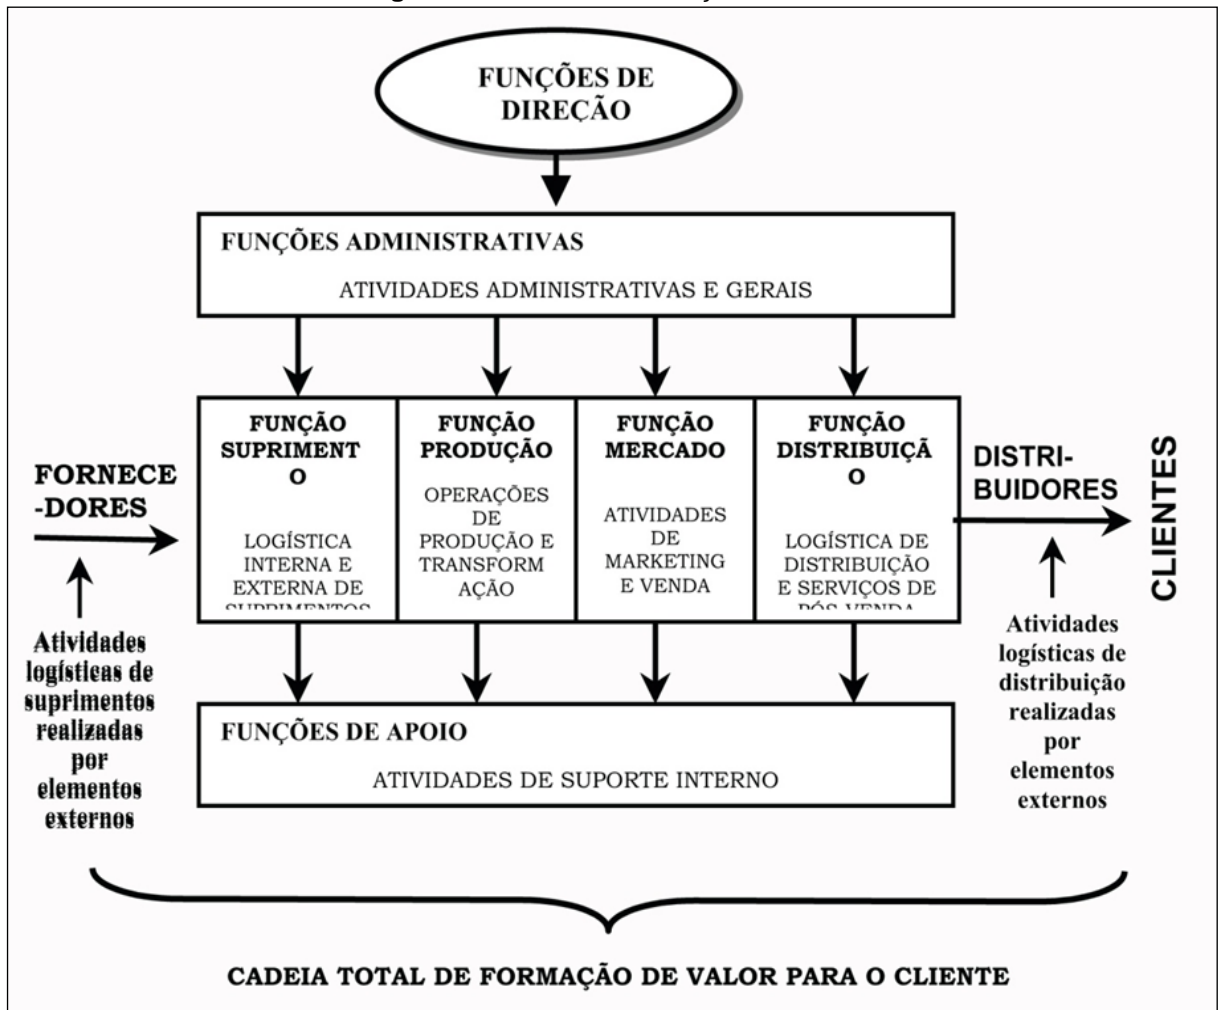 FUNÇÕES DE
DIREÇÃO
FUNÇÕES ADMINISTRATIVAS
ATIVIDADES ADMINISTRATIVAS E GERAIS
FORNECE
-DORES
Atividades
logísticas de
suprimentos
realizadas
por
elementos
externos
FUNÇÃO
SUPRIMENT
O
LOGÍSTICA
INTERNA E
EXTERNA DE
SUPRIMENTOS
FUNÇÃO
PRODUÇÃO
OPERAÇÕES
DE
PRODUÇÃO E
TRANSFORM
AÇÃO
FUNÇÃO
MERCADO
ATIVIDADES
DE
MARKETING
E VENDA
FUNÇÃO
DISTRIBUIÇÃ
O
LOGÍSTICA DE
DISTRIBUIÇÃO
E SERVIÇOS DE
PÓS-VENDA
DISTRI-
BUIDORES
CLIENTES
Atividades
logísticas de
distribuição
realizadas
por
elementos
externos
FUNÇÕES DE APOIO
ATIVIDADES DE SUPORTE INTERNO
CADEIA TOTAL DE FORMAÇÃO DE VALOR PARA O CLIENTE